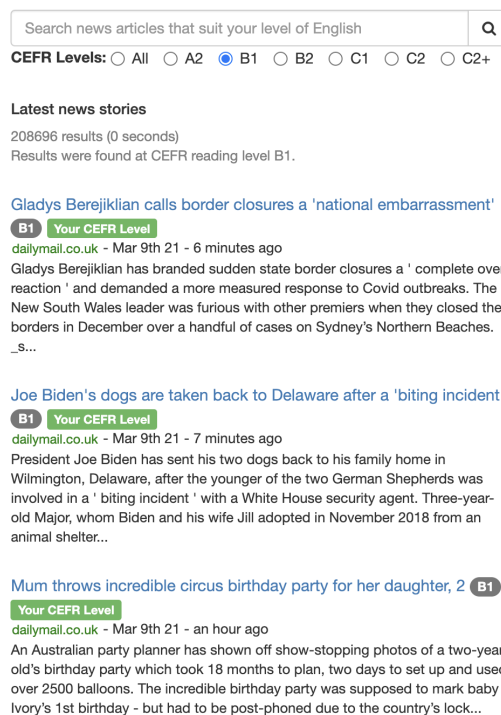 Search news articles that suit your level of English
CEFR Levels: All A2 B1 B2 C1 C2 C2+
Latest news stories
208696 results (0 seconds)
Results were found at CEFR reading level B1.
Gladys Berejiklian calls border closures a 'national embarrassment'
B1 Your CEFR Level
dailymail.co.uk - Mar 9th 21 - 6 minutes ago
Gladys Berejiklian has branded sudden state border closures a ' complete over
reaction ' and demanded a more measured response to Covid outbreaks. The
New South Wales leader was furious with other premiers when they closed the
borders in December over a handful of cases on Sydney's Northern Beaches.
_s...
Joe Biden's dogs are taken back to Delaware after a 'biting incident
B1 Your CEFR Level
dailymail.co.uk - Mar 9th 21 - 7 minutes ago
President Joe Biden has sent his two dogs back to his family home in
Wilmington, Delaware, after the younger of the two German Shepherds was
involved in a ' biting incident ' with a White House security agent. Three-year-
old Major, whom Biden and his wife Jill adopted in November 2018 from an
animal shelter...
Mum throws incredible circus birthday party for her daughter, 2 B1
Your CEFR Level
dailymail.co.uk - Mar 9th 21 - an hour ago
An Australian party planner has shown off show-stopping photos of a two-year
old's birthday party which took 18 months to plan, two days to set up and used
over 2500 balloons. The incredible birthday party was supposed to mark baby
Ivory's 1st birthday - but had to be post-phoned due to the country's lock...